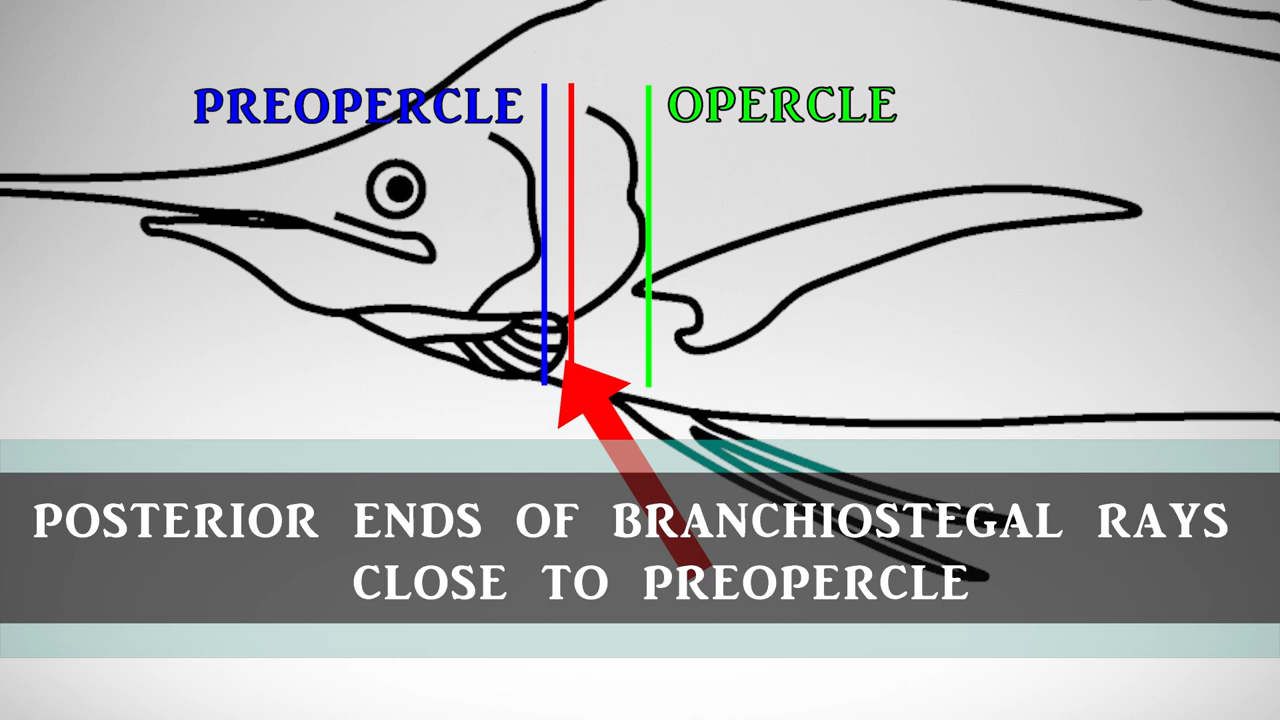 PREOPERCLE
OPERCLE
POSTERIOR ENDS OF BRANCHIOSTEGAL RAYS
CLOSE TO PREOPERCLE